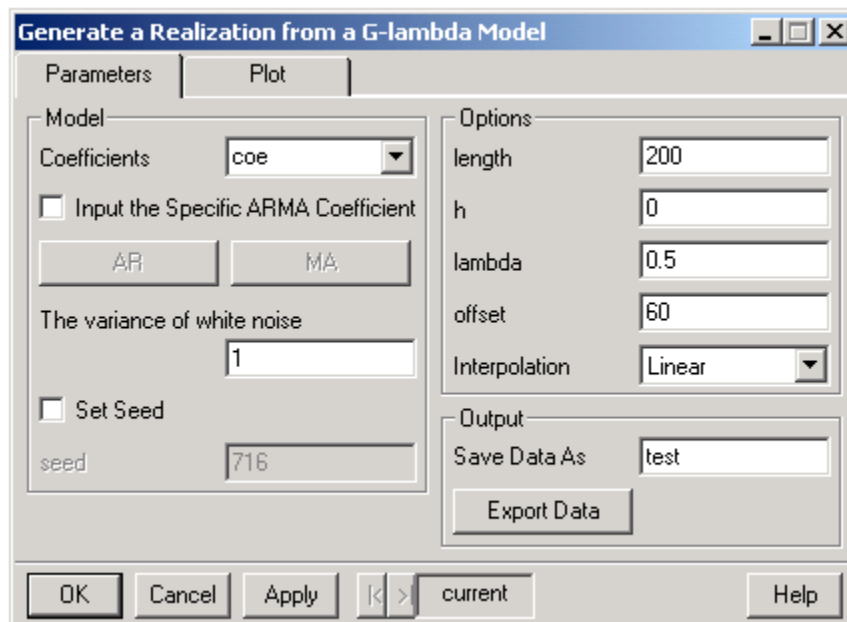 Generate a Realization from a G-lambda Model
Parameters
Plot
Model
Coefficients
coe
Input the Specific ARMA Coefficient
AR
MA
The variance of white noise
1
Set Seed
seed
716
Options
length
200
h
0
lambda
0.5
offset
60
Interpolation
Linear
Output
Save Data As
test
Export Data
OK
Cancel
Apply
|<
>|
current
Help